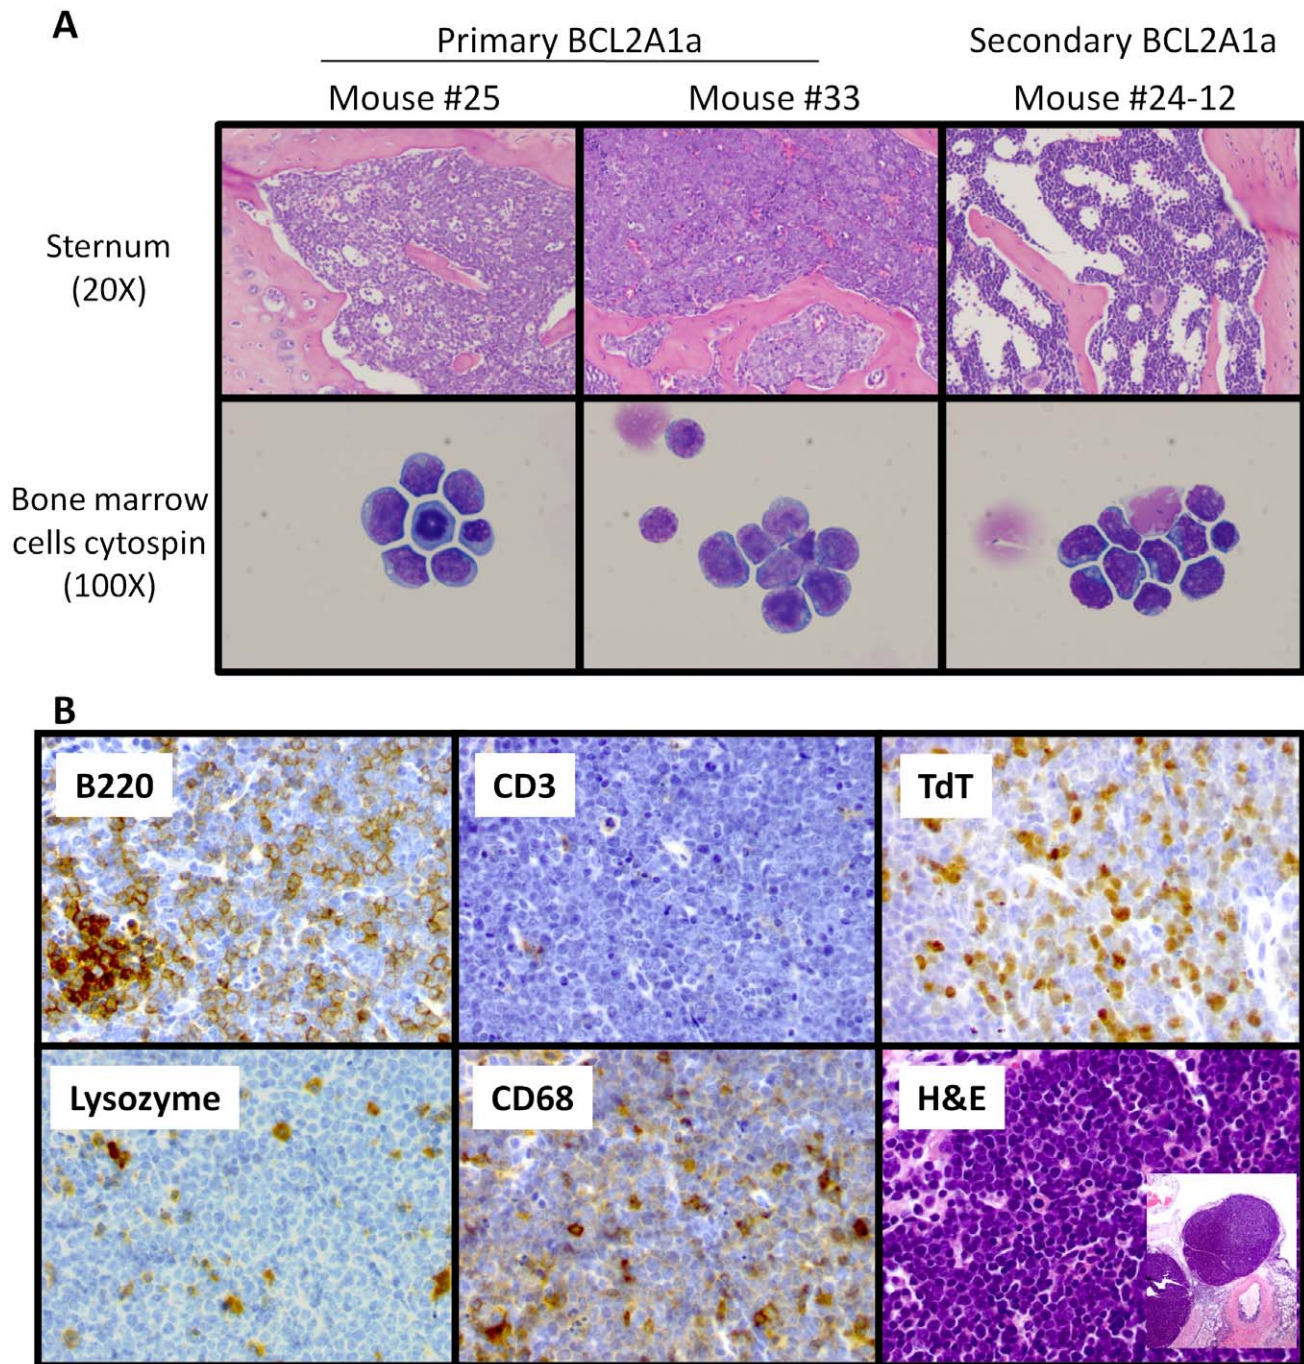 A
Primary BCL2A1a
Secondary BCL2A1a
Mouse #25
Mouse #33
Mouse #24-12
Sternum
(20X)
Bone marrow
cells cytospin
(100X)
B
B220
CD3
TdT
Lysozyme
CD68
H&E